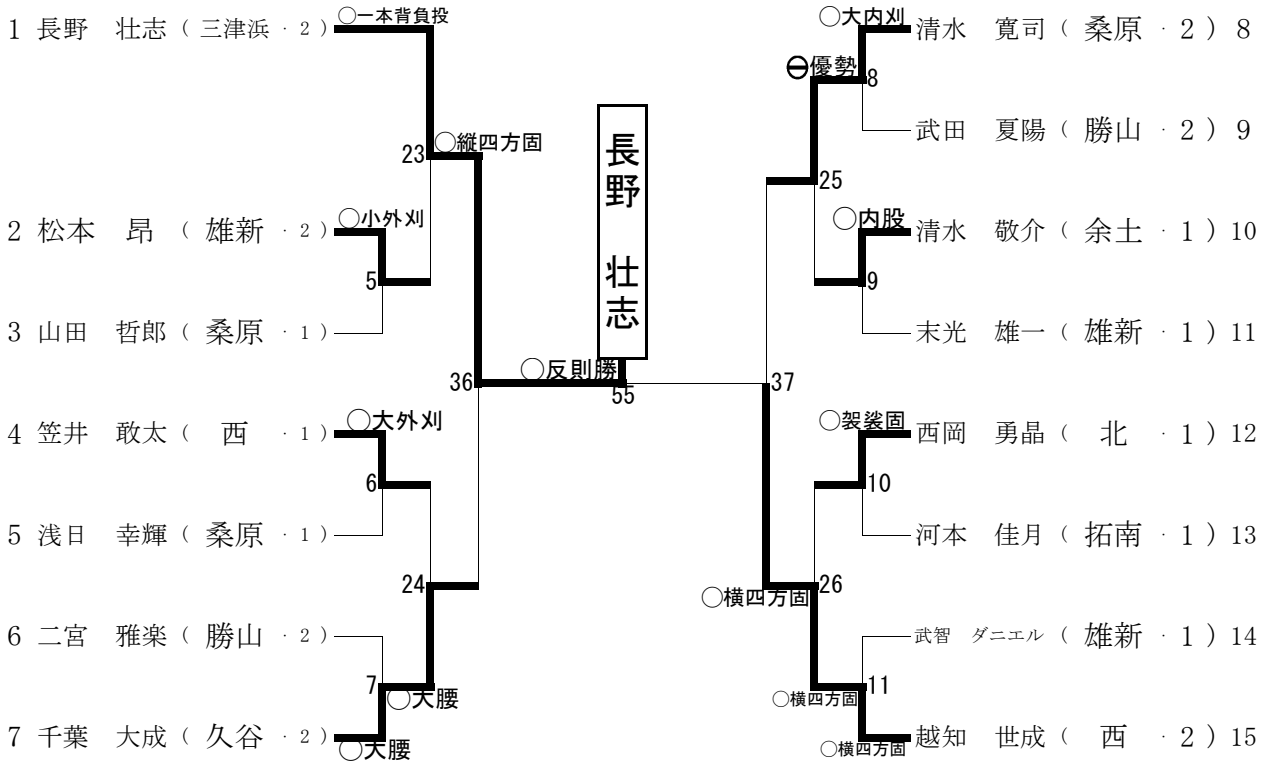 ○一本背負投
1 長野 壮志 ( 三津浜 · 2 )
23
○縦四方固
2 松本 昂 ( 雄新 · 2 )
○小外刈
5
3 山田 哲郎 ( 桑原 · 1 )
36
4 笠井 敢太 ( 西 · 1 )
○大外刈
6
5 浅日 幸輝 ( 桑原 · 1 )
24
6 二宮 雅楽 ( 勝山 · 2 )
7
○大腰
7 千葉 大成 ( 久谷 · 2 )
○大腰
長野 壮志
○反則勝
55
○大内刈
清水 寛司 ( 桑原 · 2 ) 8
⊖優勢
8
武田 夏陽 ( 勝山 · 2 ) 9
25
○内股
清水 敬介 ( 余土 · 1 ) 10
9
末光 雄一 ( 雄新 · 1 ) 11
37
○袈裟固
西岡 勇晶 ( 北 · 1 ) 12
10
河本 佳月 ( 拓南 · 1 ) 13
○横四方固
26
武智 ダニエル ( 雄新 · 1 ) 14
○横四方固
11
○横四方固
越知 世成 ( 西 · 2 ) 15